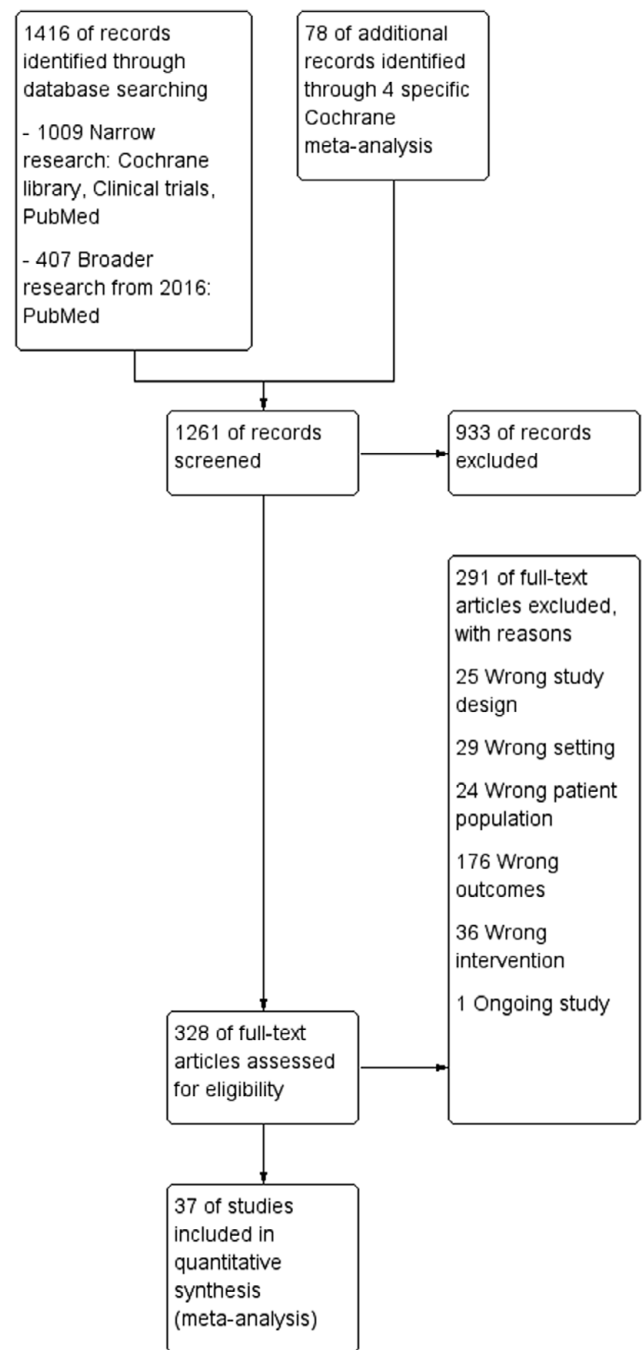 1416 of records
identified through
database searching
- 1009 Narrow
research: Cochrane
library, Clinical trials,
PubMed
- 407 Broader
research from 2016:
PubMed
78 of additional
records identified
through 4 specific
Cochrane
meta-analysis
1261 of records
screened
933 of records
excluded
291 of full-text
articles excluded,
with reasons
25 Wrong study
design
29 Wrong setting
24 Wrong patient
population
176 Wrong
outcomes
36 Wrong
intervention
1 Ongoing study
328 of full-text
articles assessed
for eligibility
37 of studies
included in
quantitative
synthesis
(meta-analysis)